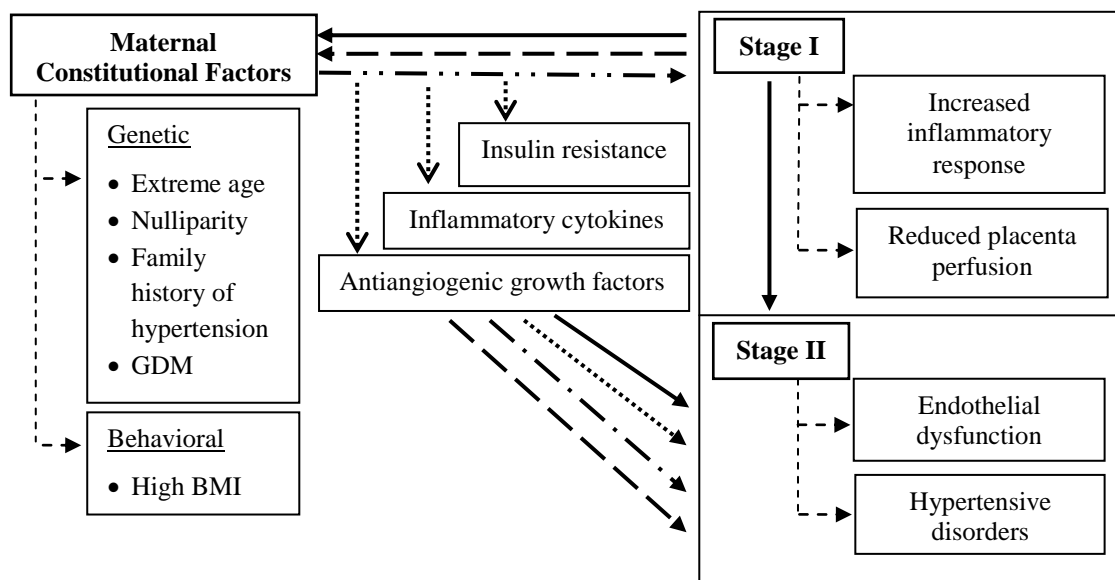 Maternal
Constitutional Factors
Genetic
• Extreme age
• Nulliparity
• Family
history of
hypertension
• GDM
Behavioral
• High BMI
Insulin resistance
Inflammatory cytokines
Antiangiogenic growth factors
Stage I
Increased
inflammatory
response
Reduced placenta
perfusion
Stage II
Endothelial
dysfunction
Hypertensive
disorders